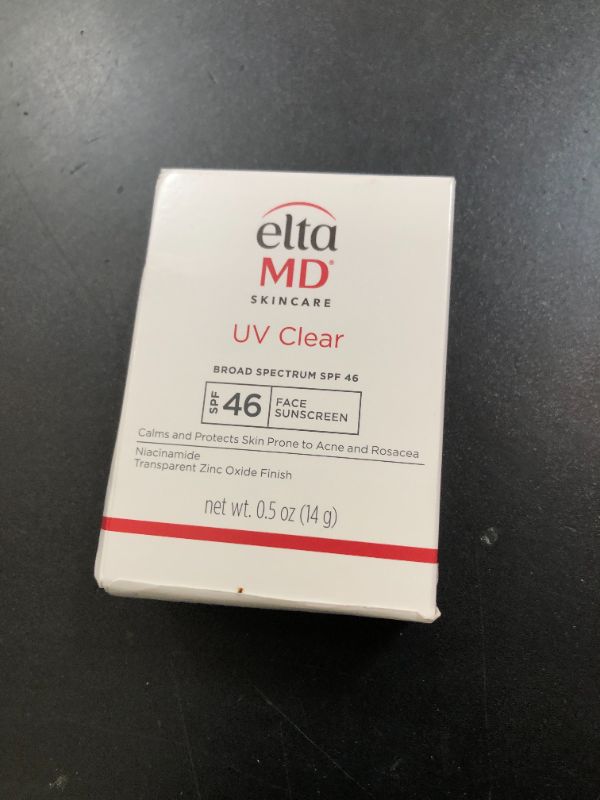 elta
MD®
SKINCARE
UV Clear
BROAD SPECTRUM SPF 46
SPF 46 FACE
SUNSCREEN
Calms and Protects Skin Prone to Acne and Rosacea
Niacinamide
Transparent Zinc Oxide Finish
net wt. 0.5 oz (14 g)